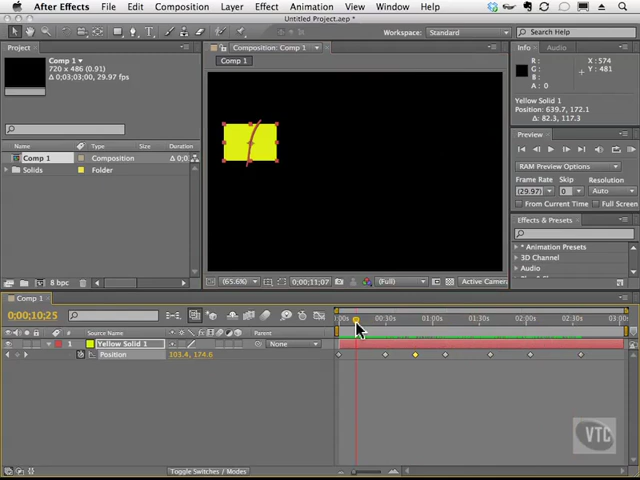 After Effects File Edit Composition Layer Effect Animation View Window Help
Untitled Project.aep *
Workspace: Standard Search Help
Project
Composition: Comp 1
Info Audio
Comp 1
Comp 1
720 x 486 (0.91)
Δ 0;03;03;00, 29.97 fps
R :
G :
B :
A : 0
X : 574
Y : 481
Position: 639.7, 172.1
Δ: 82.3, 117.3
Preview
RAM Preview Options
Frame Rate Skip Resolution
(29.97) 0 Auto
From Current Time Full Screen
Effects & Presets
* Animation Presets
3D Channel
Audio
Name Type Size Duration
Comp 1 Composition Δ 0;0
Solids Folder
8 bpc
(65.6%) 0;00;11;07 (Full) Active Camera
Comp 1
0;00;10;25
:00s 00:30s 01:00s 01:30s 02:00s 02:30s 03:00s
# Source Name Parent
1 Yellow Solid 1 None
Position 103.4, 174.6
VTC
Toggle Switches / Modes